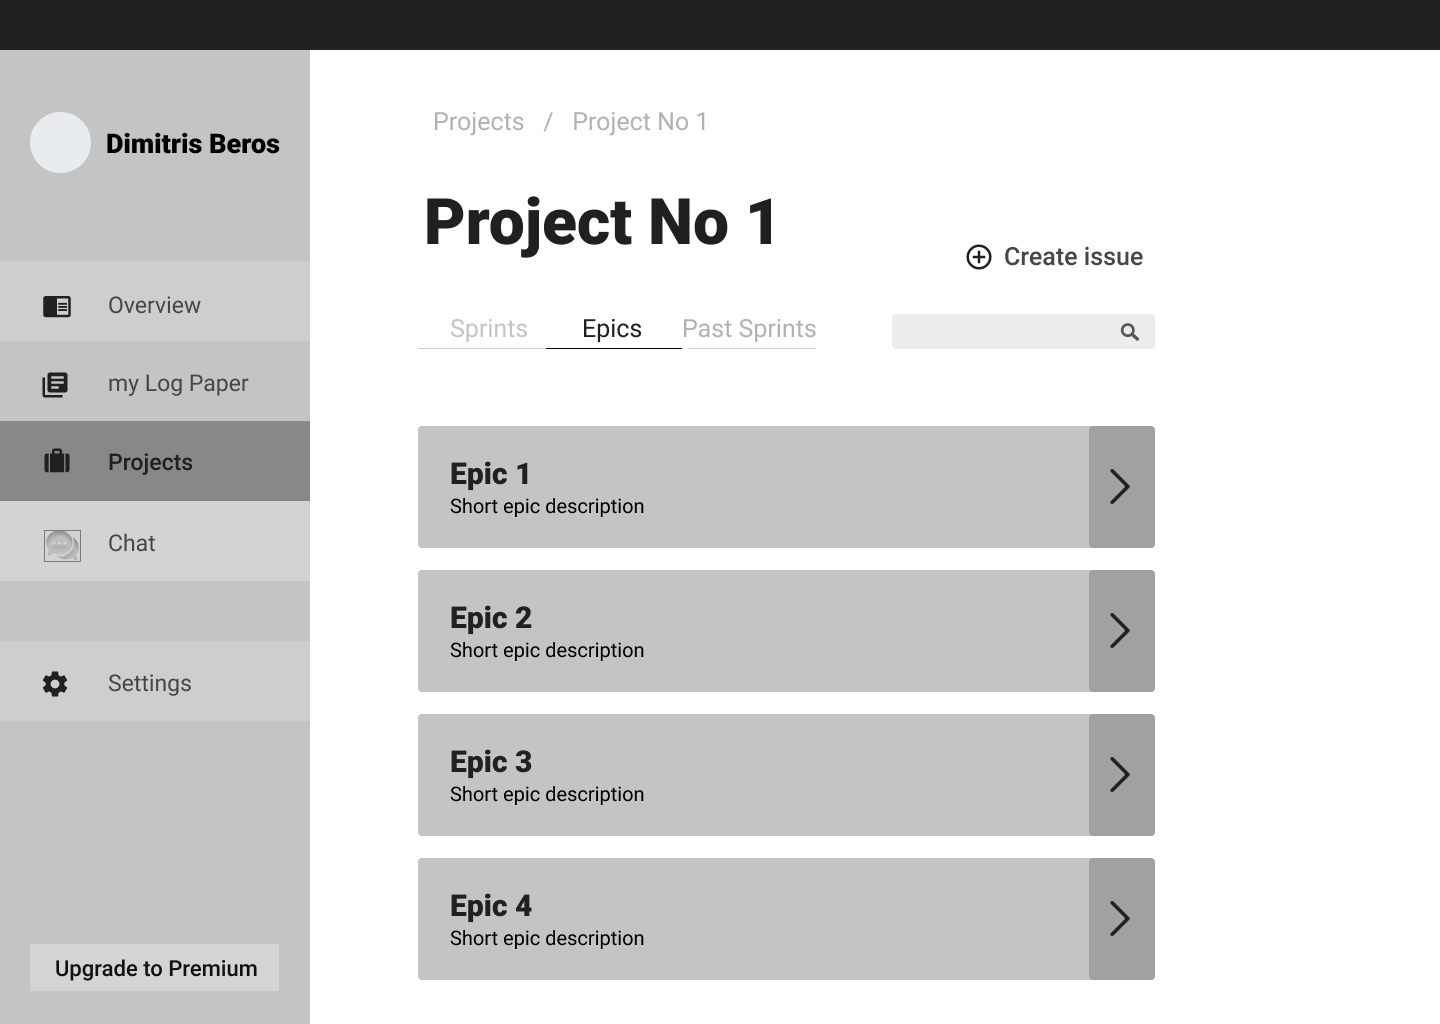 Dimitris Beros
Overview
my Log Paper
Projects
Chat
Settings
Upgrade to Premium
Projects / Project No 1
Project No 1
Create issue
Sprints Epics Past Sprints
Epic 1
Short epic description
Epic 2
Short epic description
Epic 3
Short epic description
Epic 4
Short epic description